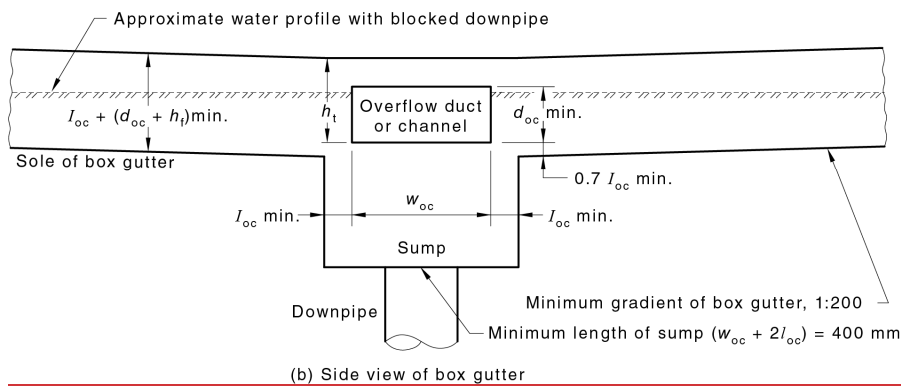 Approximate water profile with blocked downpipe
I_oc + (d_oc + h_f)min.
h_t
Overflow duct
or channel
d_oc min.
Sole of box gutter
0.7 I_oc min.
I_oc min.
w_oc
I_oc min.
Sump
Minimum gradient of box gutter, 1:200
Downpipe
Minimum length of sump (w_oc + 2l_oc) = 400 mm
(b) Side view of box gutter